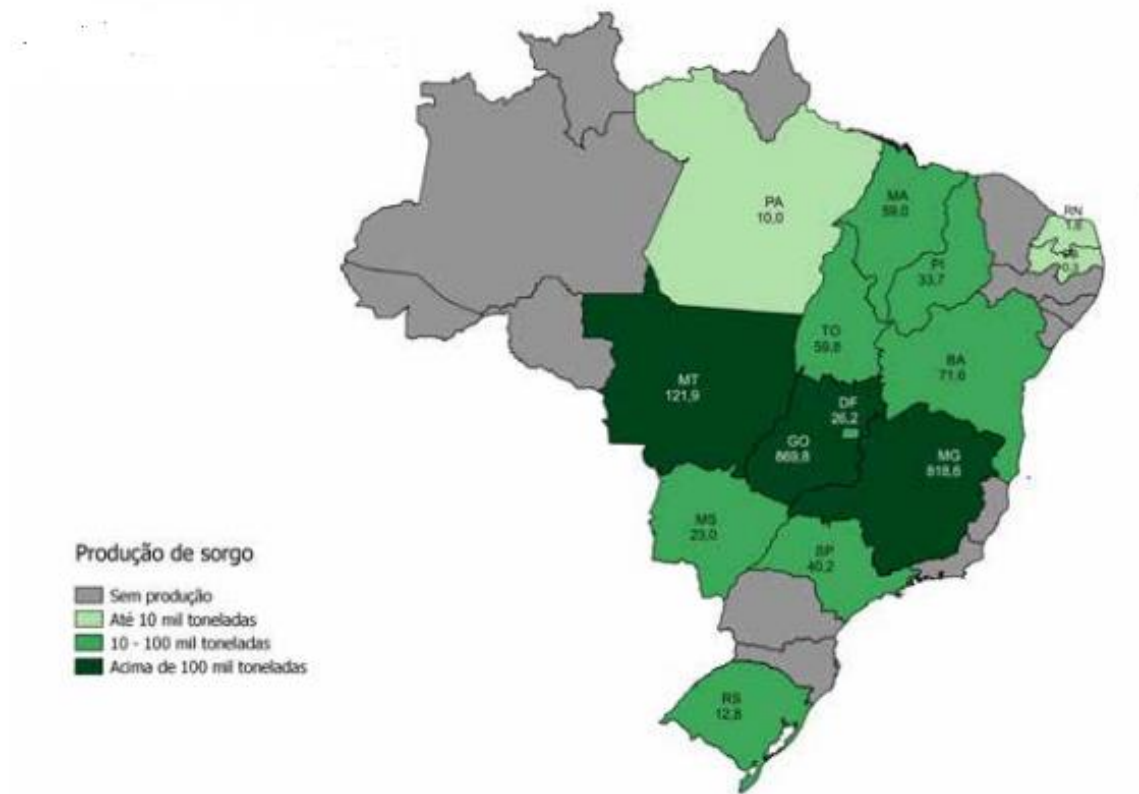 PA
10,0
MA
59,0
RN
1,6
PB
0,3
PI
33,7
TO
59,8
BA
71,6
MT
121,9
DF
26,2
GO
869,8
MG
818,6
MS
23,0
SP
40,2
Produção de sorgo
Sem produção
Até 10 mil toneladas
10 - 100 mil toneladas
Acima de 100 mil toneladas
RS
12,8